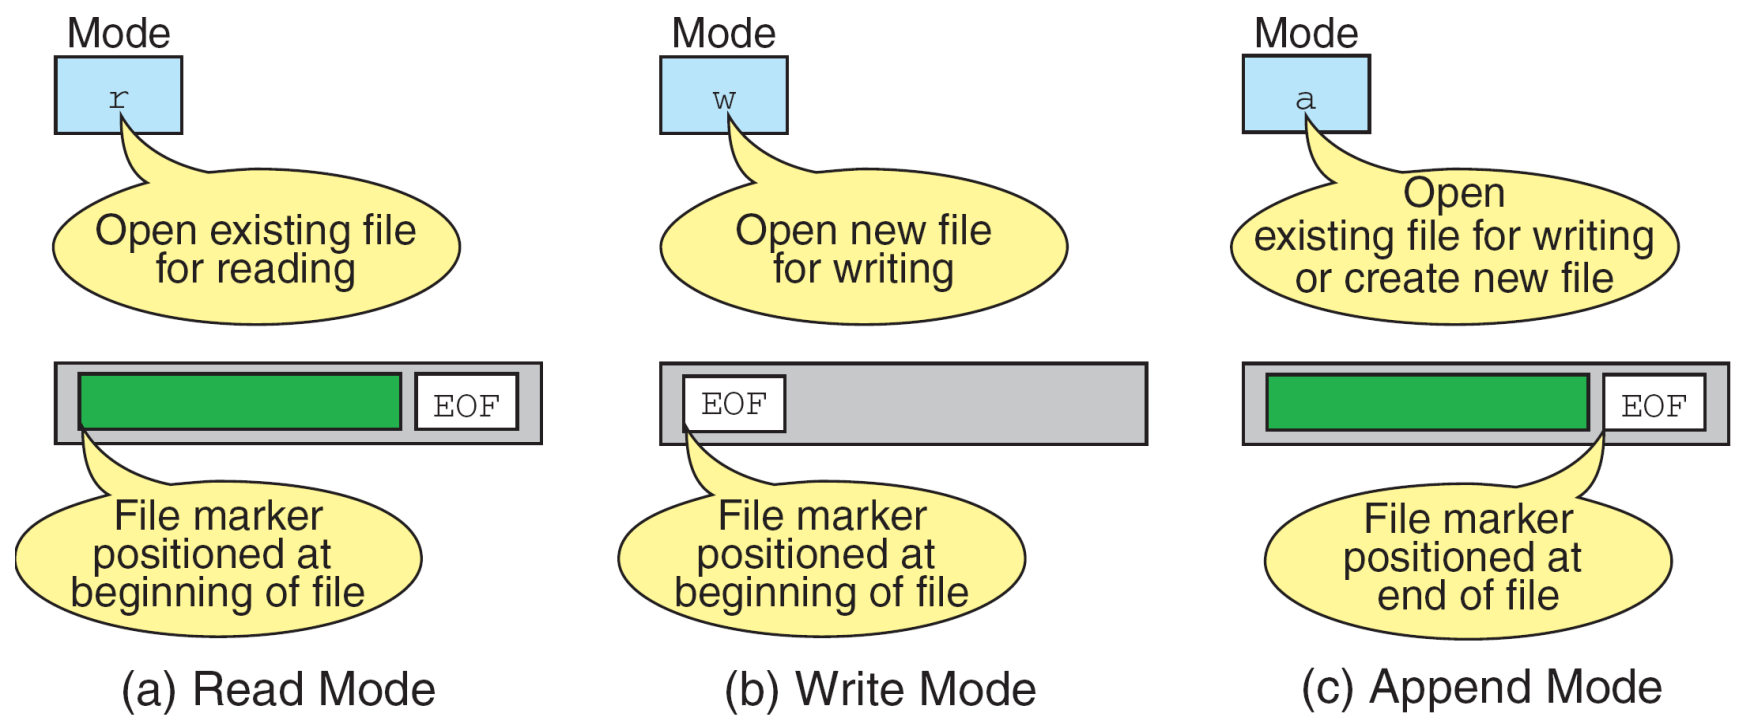 Mode
r
Open existing file
for reading
EOF
File marker
positioned at
beginning of file
(a) Read Mode
Mode
w
Open new file
for writing
EOF
File marker
positioned at
beginning of file
(b) Write Mode
Mode
a
Open
existing file for writing
or create new file
EOF
File marker
positioned at
end of file
(c) Append Mode